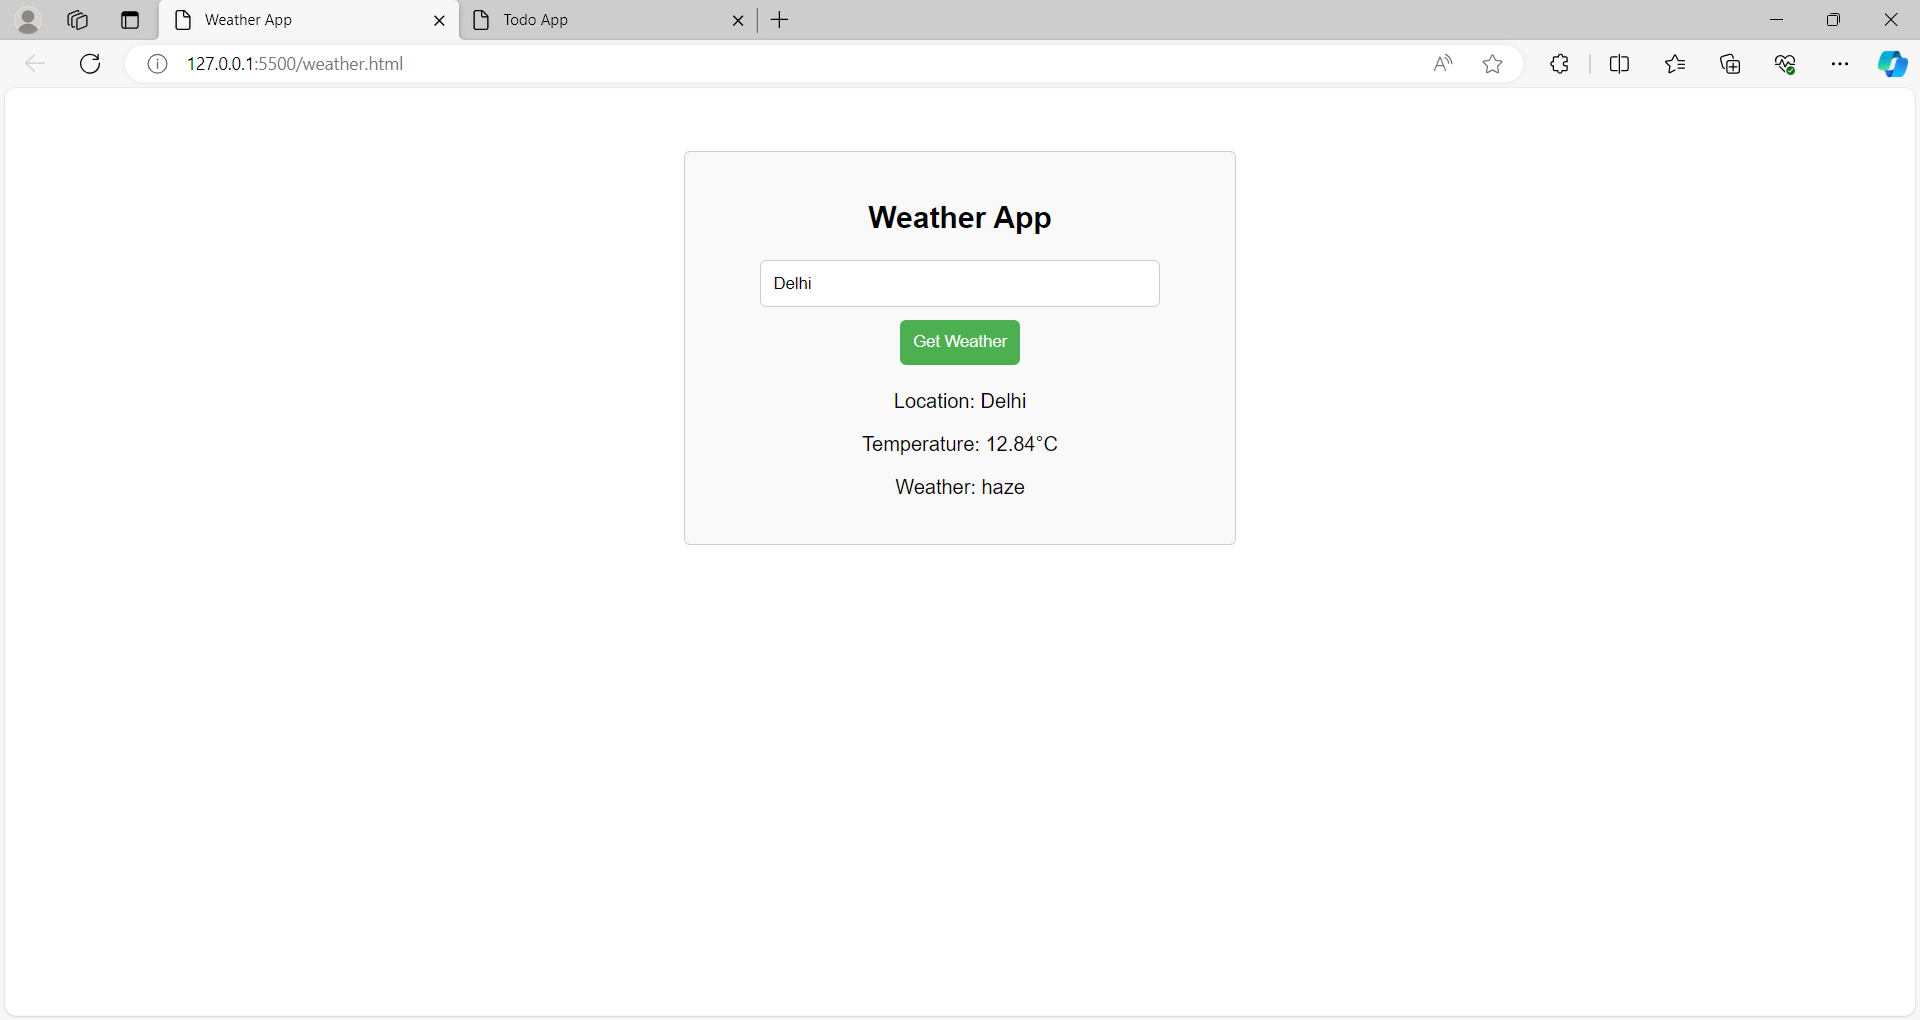 Weather App
Todo App
127.0.0.1:5500/weather.html
Weather App
Delhi
Get Weather
Location: Delhi
Temperature: 12.84°C
Weather: haze